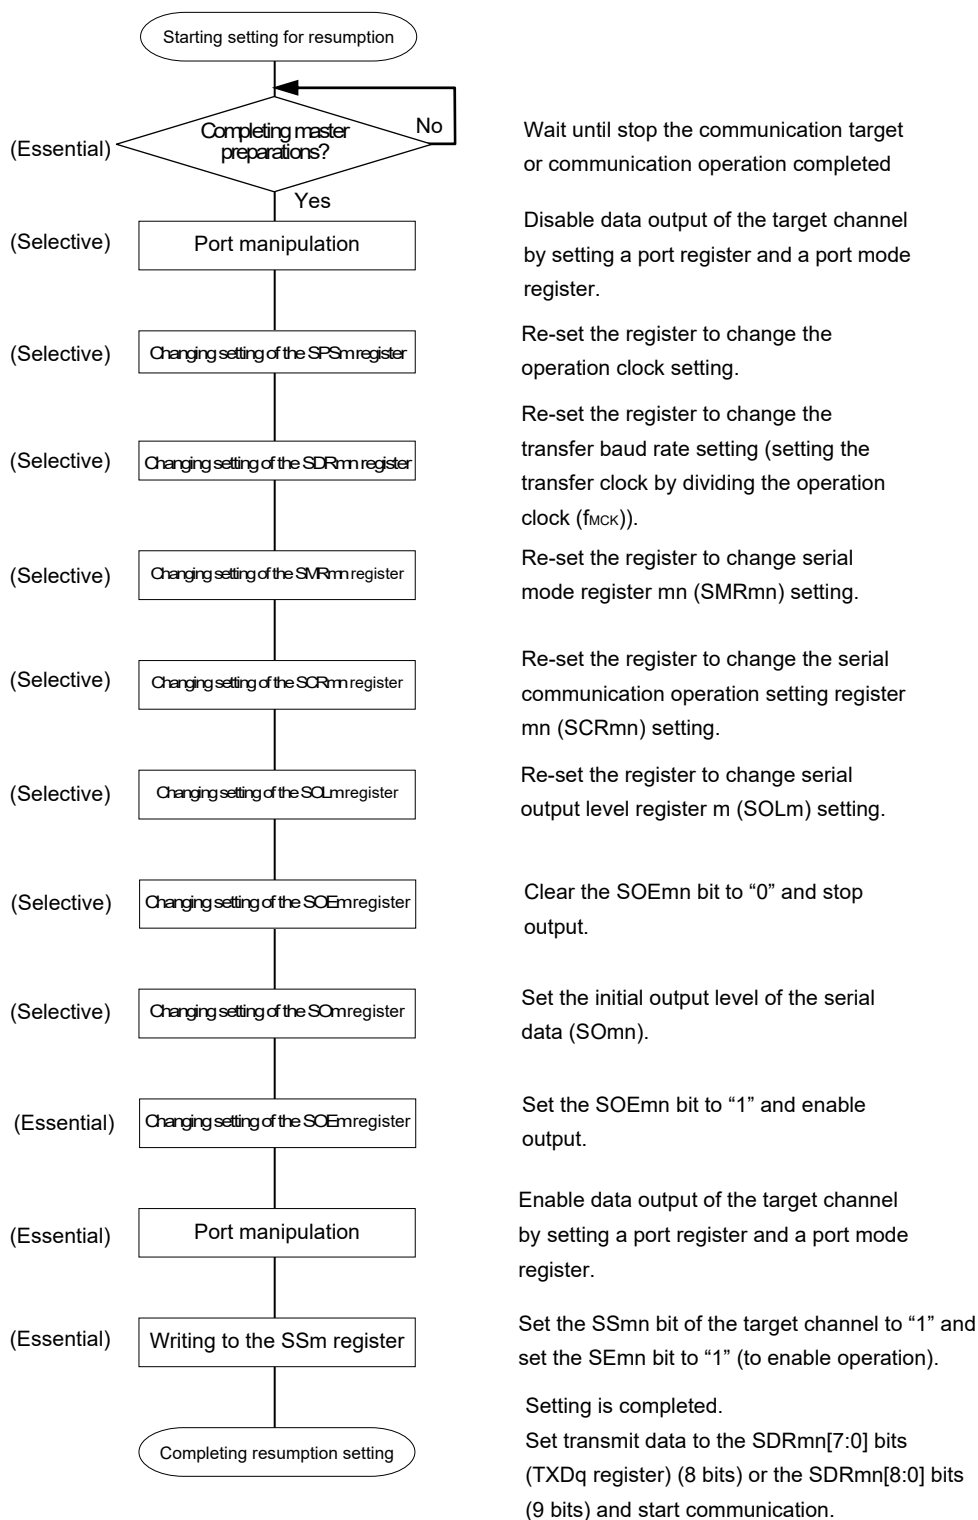 Starting setting for resumption
(Essential)
Completing master
preparations?
No
Wait until stop the communication target
or communication operation completed
Yes
(Selective)
Port manipulation
Disable data output of the target channel
by setting a port register and a port mode
register.
(Selective)
Changing setting of the SPSm register
Re-set the register to change the
operation clock setting.
(Selective)
Changing setting of the SDRmn register
Re-set the register to change the
transfer baud rate setting (setting the
transfer clock by dividing the operation
clock (fMCK)).
(Selective)
Changing setting of the SMRmn register
Re-set the register to change serial
mode register mn (SMRmn) setting.
(Selective)
Changing setting of the SCRmn register
Re-set the register to change the serial
communication operation setting register
mn (SCRmn) setting.
(Selective)
Changing setting of the SOLm register
Re-set the register to change serial
output level register m (SOLm) setting.
(Selective)
Changing setting of the SOEm register
Clear the SOEmn bit to “0” and stop
output.
(Selective)
Changing setting of the SOm register
Set the initial output level of the serial
data (SOmn).
(Essential)
Changing setting of the SOEm register
Set the SOEmn bit to “1” and enable
output.
(Essential)
Port manipulation
Enable data output of the target channel
by setting a port register and a port mode
register.
(Essential)
Writing to the SSm register
Set the SSmn bit of the target channel to “1” and
set the SEmn bit to “1” (to enable operation).
Completing resumption setting
Setting is completed.
Set transmit data to the SDRmn[7:0] bits
(TXDq register) (8 bits) or the SDRmn[8:0] bits
(9 bits) and start communication.